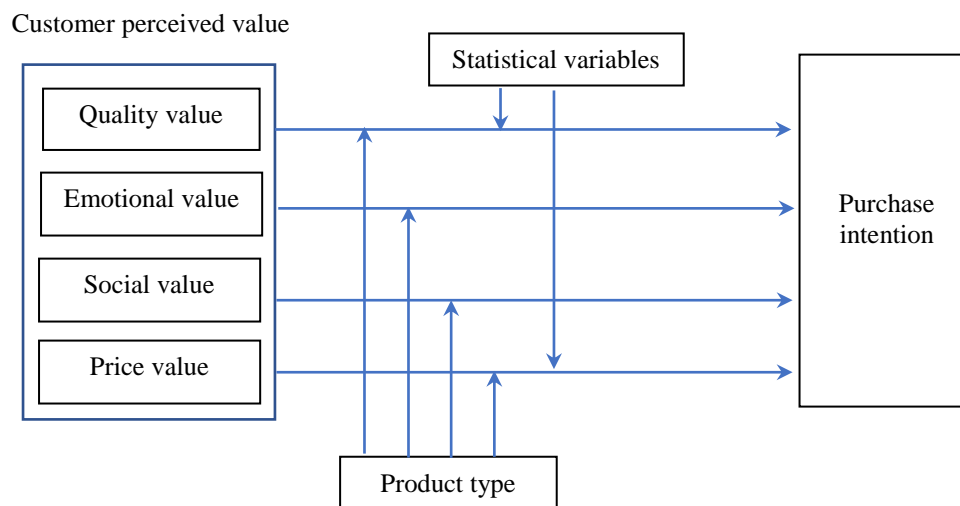 Customer perceived value
Statistical variables
Quality value
Emotional value
Social value
Price value
Purchase
intention
Product type